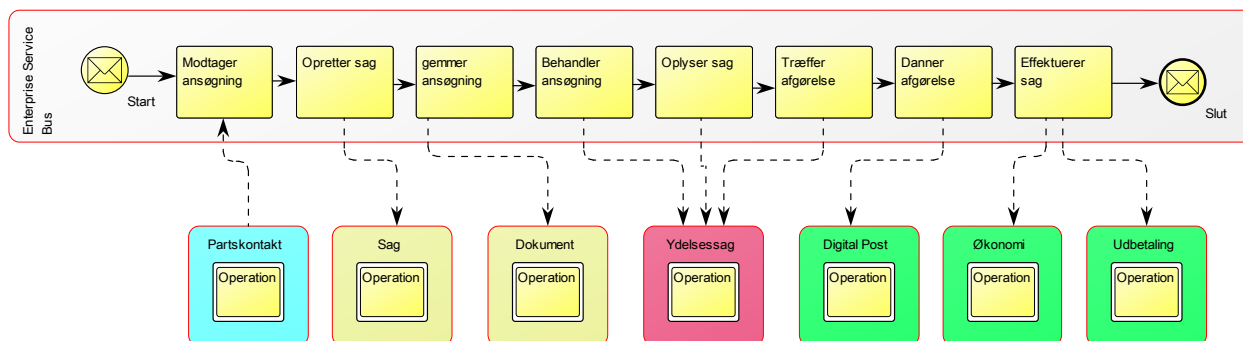 Enterprise Service
Bus
Start
Modtager
ansøgning
Opretter sag
gemmer
ansøgning
Behandler
ansøgning
Oplyser sag
Træffer
afgørelse
Danner
afgørelse
Effektuerer
sag
Slut
Partskontakt
Operation
Sag
Operation
Dokument
Operation
Ydelsessag
Operation
Digital Post
Operation
Økonomi
Operation
Udbetaling
Operation